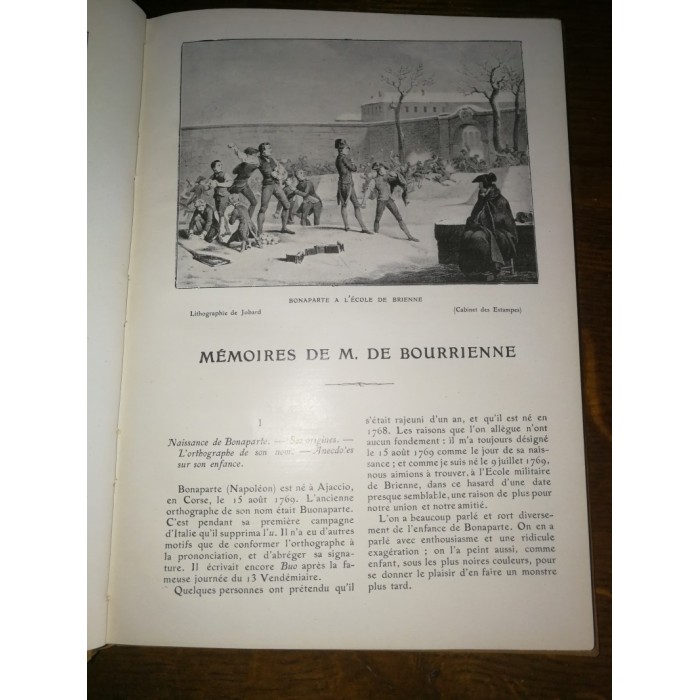 BONAPARTE A L'ÉCOLE DE BRIENNE
Lithographie de Jobard
(Cabinet des Estampes)
MÉMOIRES DE M. DE BOURRIENNE
I
Naissance de Bonaparte. — Ses origines. —
L'orthographe de son nom. — Anecdotes
sur son enfance.
Bonaparte (Napoléon) est né à Ajaccio,
en Corse, le 15 août 1769. L'ancienne
orthographe de son nom était Buonaparte.
C'est pendant sa première campagne
d'Italie qu'il supprima l'u. Il n'a eu d'autres
motifs que de conformer l'orthographe à
la prononciation, et d'abréger sa signa-
ture. Il écrivait encore Buo après la fa-
meuse journée du 13 Vendémiaire.
Quelques personnes ont prétendu qu'il
s'était rajeuni d'un an, et qu'il est né en
1768. Les raisons que l'on allègue n'ont
aucun fondement : il m'a toujours désigné
le 15 août 1769 comme le jour de sa nais-
sance ; et comme je suis né le 9 juillet 1769,
nous aimions à trouver, à l'Ecole militaire
de Brienne, dans ce hasard d'une date
presque semblable, une raison de plus pour
notre union et notre amitié.
L'on a beaucoup parlé et fort diverse-
ment de l'enfance de Bonaparte. On en a
parlé avec enthousiasme et une ridicule
exagération ; on l'a peint aussi, comme
enfant, sous les plus noires couleurs, pour
se donner le plaisir d'en faire un monstre
plus tard.